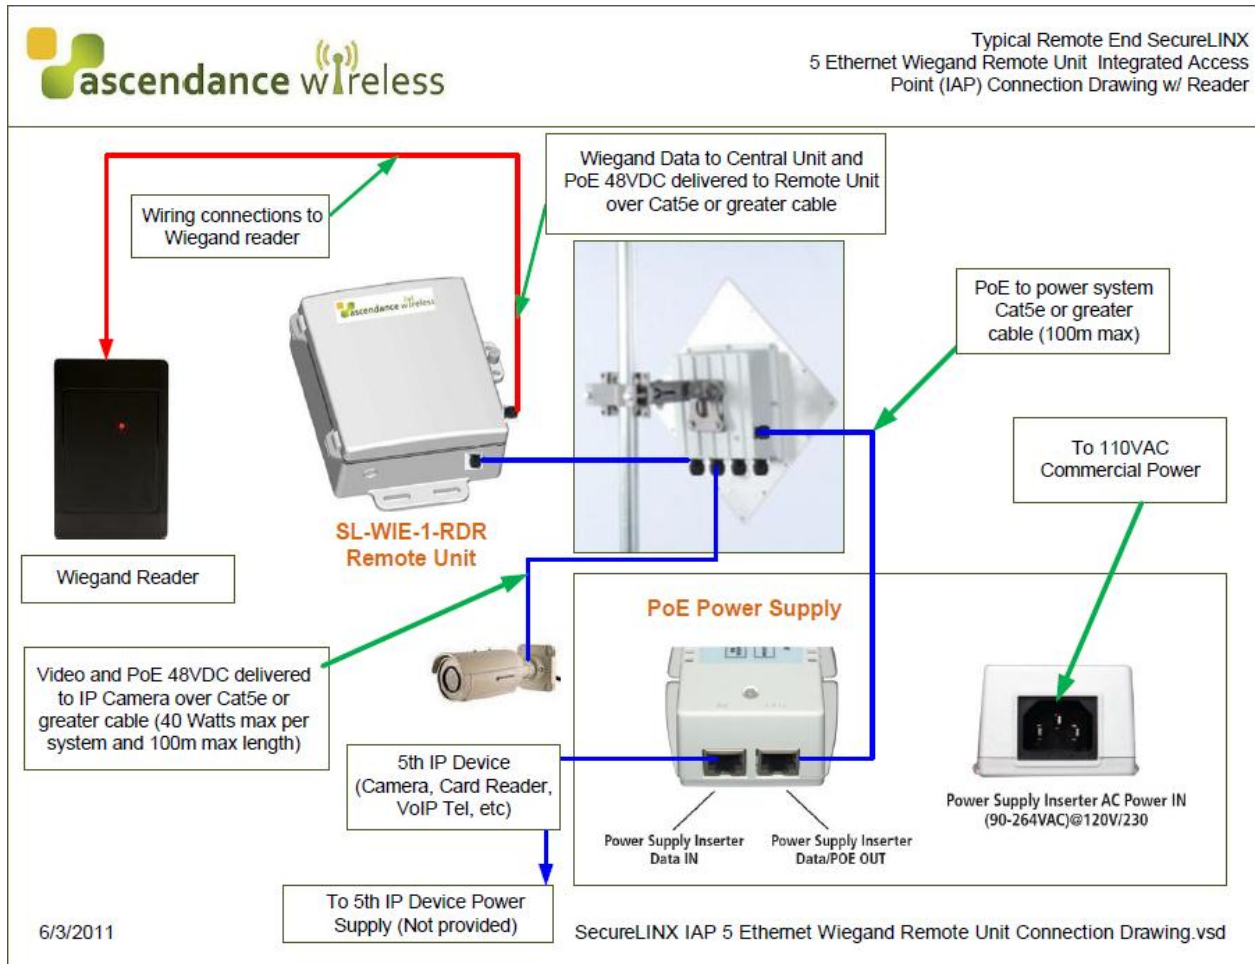 ascendance wireless
Typical Remote End SecureLINX
5 Ethernet Wiegand Remote Unit Integrated Access
Point (IAP) Connection Drawing w/ Reader
Wiegand Data to Central Unit and
PoE 48VDC delivered to Remote Unit
over Cat5e or greater cable
Wiring connections to
Wiegand reader
ascendance wireless
PoE to power system
Cat5e or greater
cable (100m max)
To 110VAC
Commercial Power
SL-WIE-1-RDR
Remote Unit
Wiegand Reader
PoE Power Supply
Video and PoE 48VDC delivered
to IP Camera over Cat5e or
greater cable (40 Watts max per
system and 100m max length)
5th IP Device
(Camera, Card Reader,
VoIP Tel, etc)
Power Supply Inserter
Data IN
Power Supply Inserter
Data/POE OUT
Power Supply Inserter AC Power IN
(90-264VAC)@120V/230
To 5th IP Device Power
Supply (Not provided)
6/3/2011
SecureLINX IAP 5 Ethernet Wiegand Remote Unit Connection Drawing.vsd